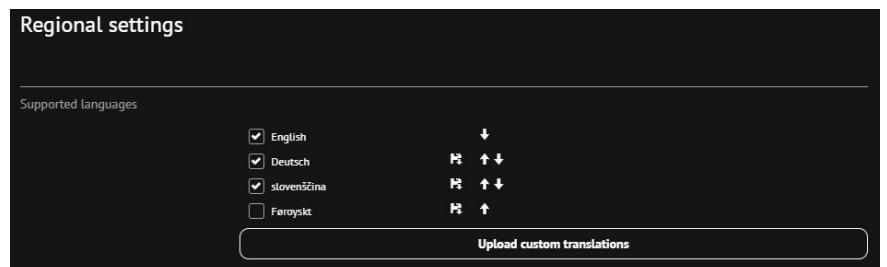 Regional settings
Supported languages
English
Deutsch
slovenščina
Føroyskt
Upload custom translations